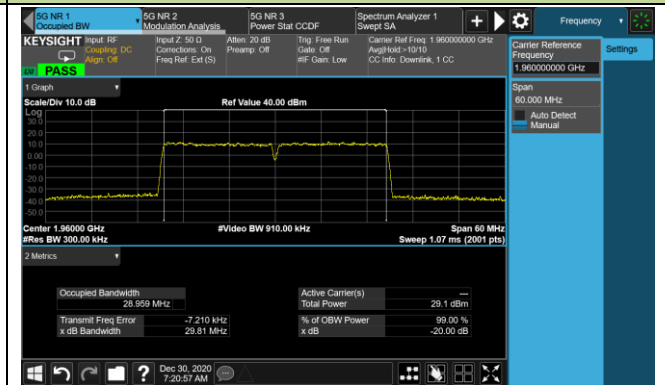 5G NR 1
Occupied BW
5G NR 2
Modulation Analysis
5G NR 3
Power Stat CCDF
Spectrum Analyzer 1
Swept SA
Frequency
KEYSIGHT
Input: RF
Coupling: DC
Align: Off
Input Z: 50 Ω
Corrections: On
Freq Ref: Ext (S)
Atten: 20 dB
Preamp: Off
Trig: Free Run
Gate: Off
#IF Gain: Low
Carrier Ref Freq: 1.960000000 GHz
Avg|Hold:>10/10
CC Info: Downlink, 1 CC
PASS
Carrier Reference
Frequency
1.960000000 GHz
Settings
Span
60.000 MHz
Auto Detect
Manual
1 Graph
Scale/Div 10.0 dB
Ref Value 40.00 dBm
Log
30.0
20.0
10.0
0.00
-10.0
-20.0
-30.0
-40.0
-50.0
Center 1.96000 GHz
#Video BW 910.00 kHz
Span 60 MHz
#Res BW 300.00 kHz
Sweep 1.07 ms (2001 pts)
2 Metrics
Occupied Bandwidth
28.959 MHz
Active Carrier(s)
---
Total Power
29.1 dBm
Transmit Freq Error
-7.210 kHz
% of OBW Power
99.00 %
x dB Bandwidth
29.81 MHz
x dB
-20.00 dB
?
Dec 30, 2020
7:20:57 AM